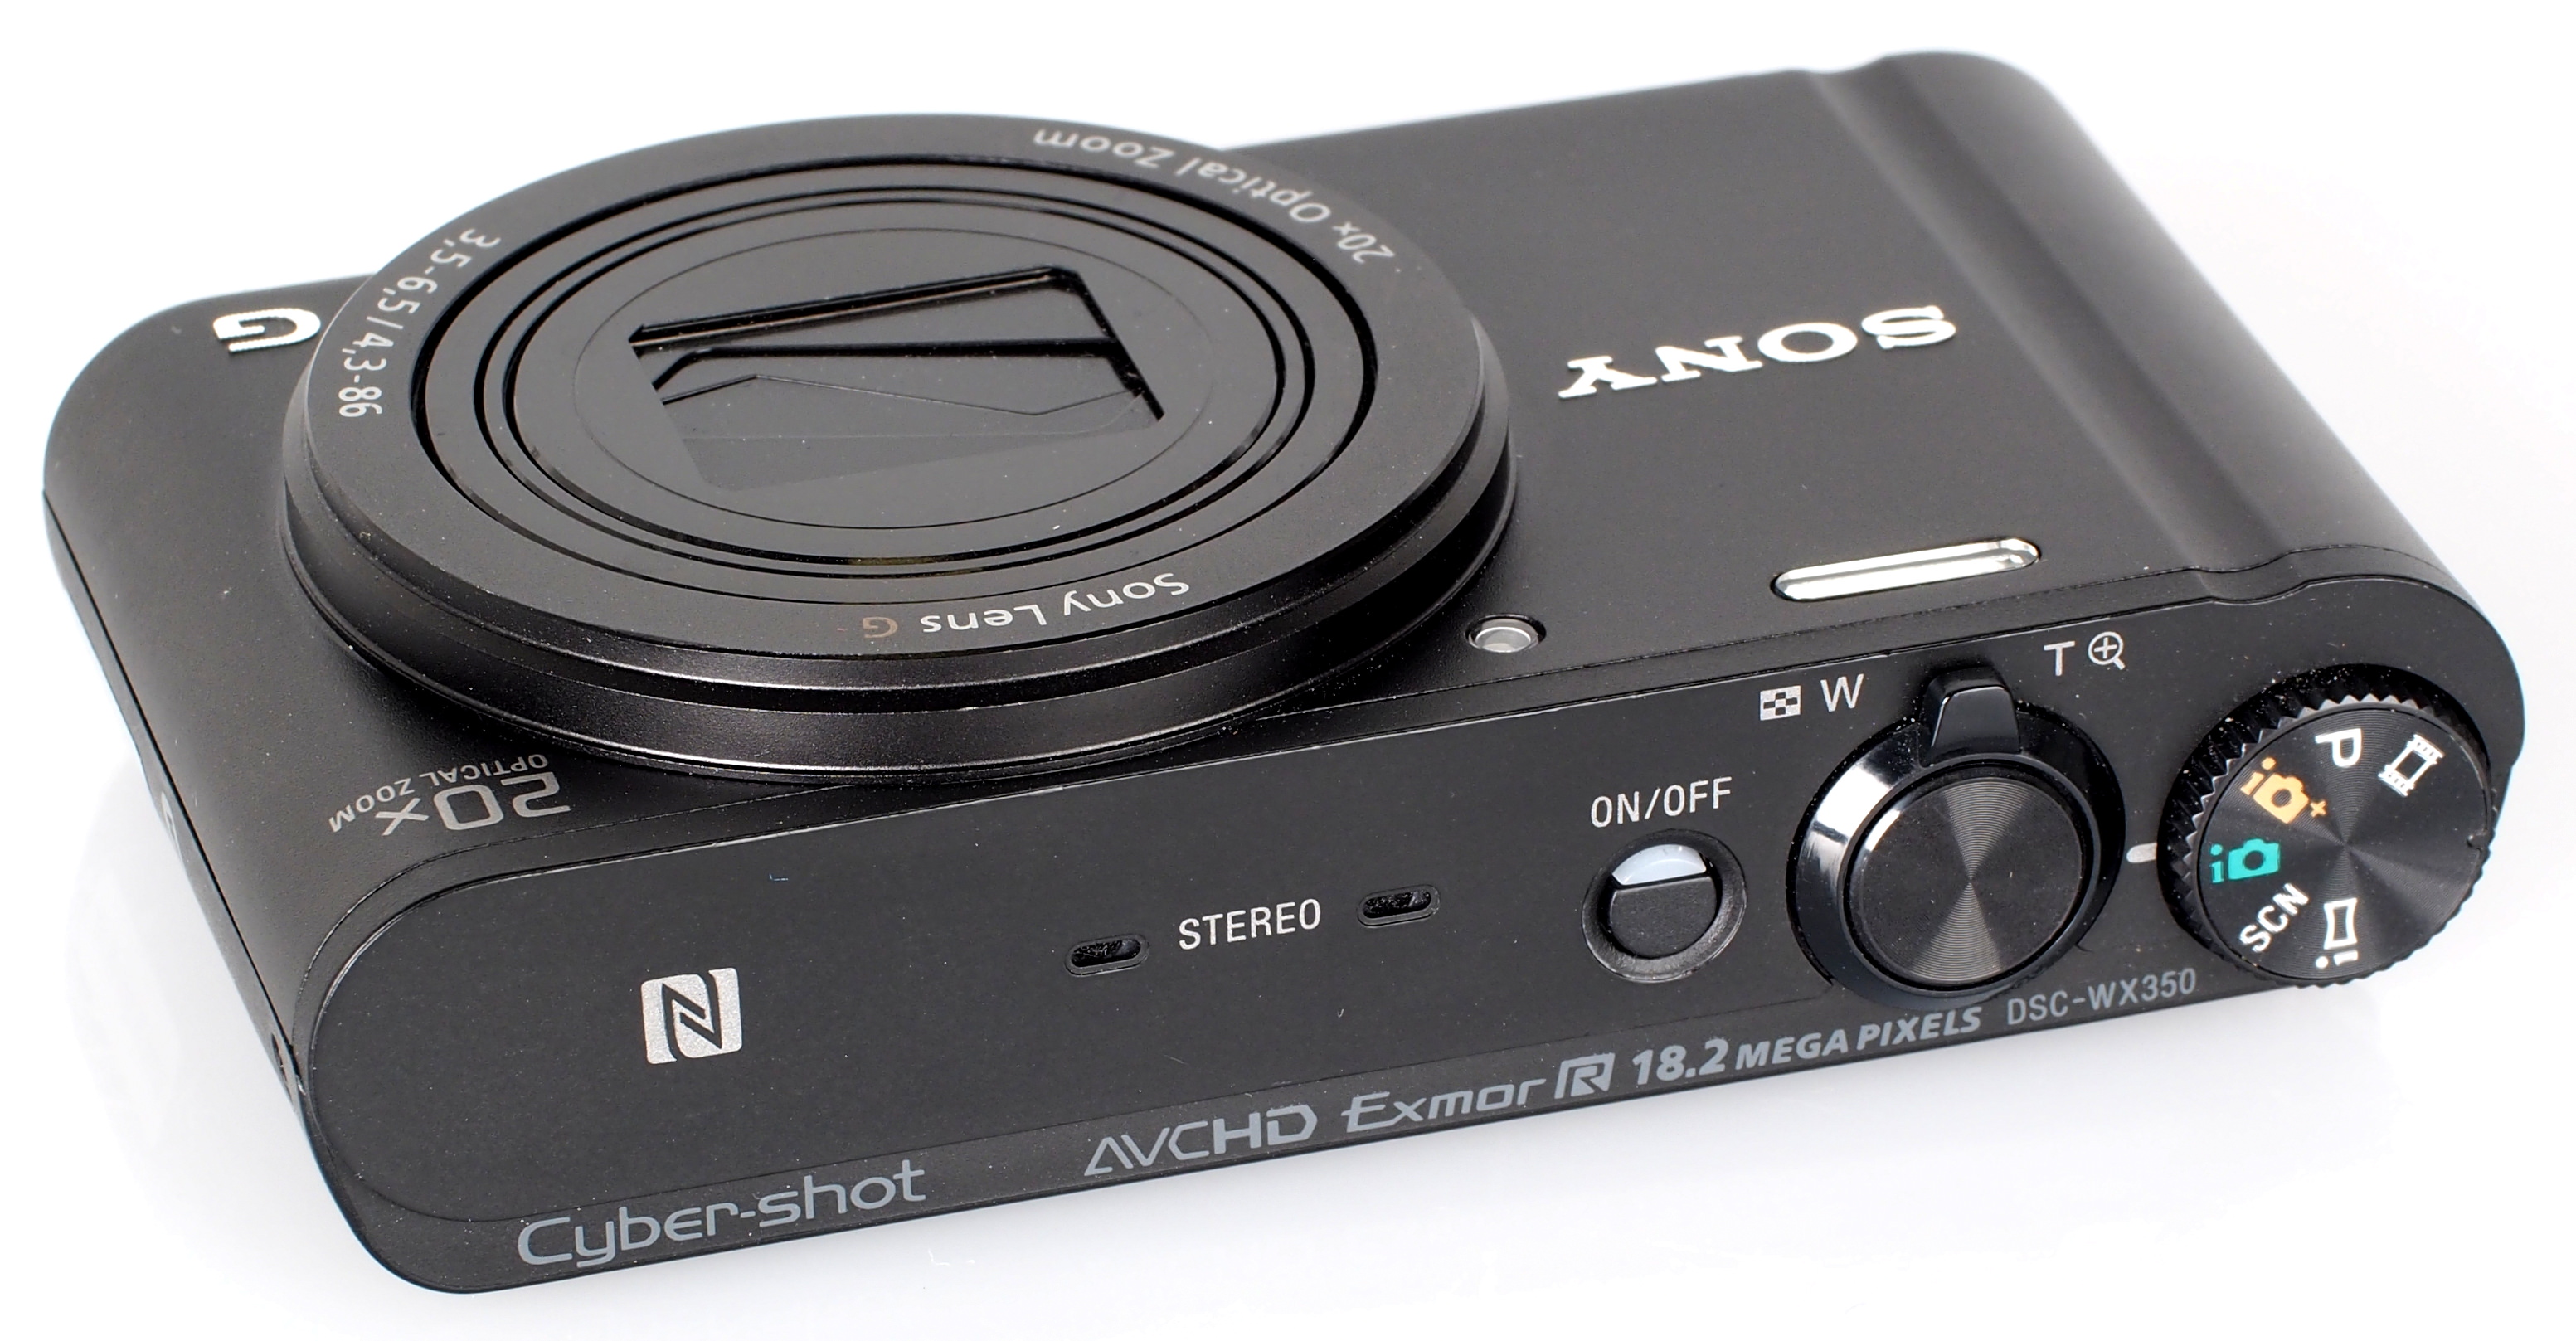 20x Optical Zoom
3,5-6,5/4,3-86
G
SONY
Sony Lens G
20x
OPTICAL ZOOM
W
T
ON/OFF
STEREO
P
i
+
i
SCN
i
N
DSC-WX350
AVCHD Exmor R 18.2 MEGA PIXELS
Cyber-shot